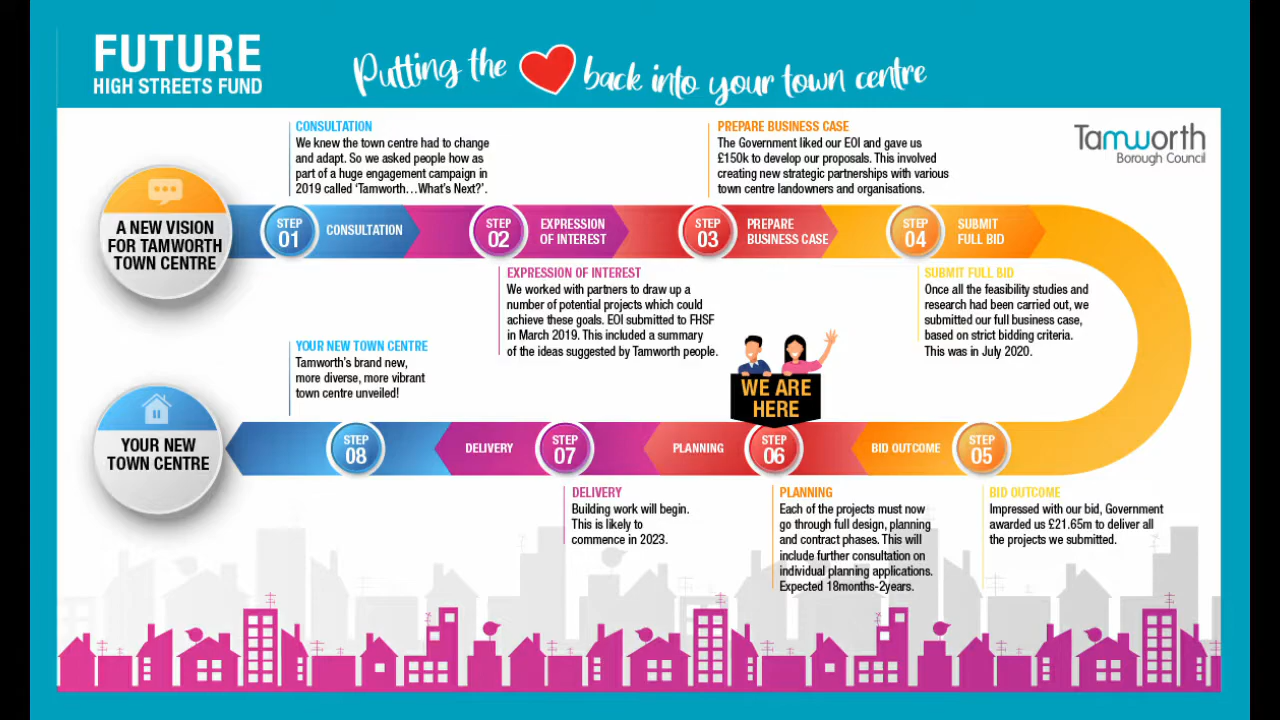 FUTURE
HIGH STREETS FUND
Putting the back into your town centre
Tamworth
Borough Council
CONSULTATION
We knew the town centre had to change
and adapt. So we asked people how as
part of a huge engagement campaign in
2019 called ‘Tamworth…What’s Next?’.
PREPARE BUSINESS CASE
The Government liked our EOI and gave us
£150k to develop our proposals. This involved
creating new strategic partnerships with various
town centre landowners and organisations.
A NEW VISION
FOR TAMWORTH
TOWN CENTRE
STEP
01
CONSULTATION
STEP
02
EXPRESSION
OF INTEREST
STEP
03
PREPARE
BUSINESS CASE
STEP
04
SUBMIT
FULL BID
EXPRESSION OF INTEREST
We worked with partners to draw up a
number of potential projects which could
achieve these goals. EOI submitted to FHSF
in March 2019. This included a summary
of the ideas suggested by Tamworth people.
SUBMIT FULL BID
Once all the feasibility studies and
research had been carried out, we
submitted our full business case,
based on strict bidding criteria.
This was in July 2020.
YOUR NEW TOWN CENTRE
Tamworth’s brand new,
more diverse, more vibrant
town centre unveiled!
WE ARE
HERE
YOUR NEW
TOWN CENTRE
STEP
08
DELIVERY
STEP
07
PLANNING
STEP
06
BID OUTCOME
STEP
05
DELIVERY
Building work will begin.
This is likely to
commence in 2023.
PLANNING
Each of the projects must now
go through full design, planning
and contract phases. This will
include further consultation on
individual planning applications.
Expected 18months-2years.
BID OUTCOME
Impressed with our bid, Government
awarded us £21.65m to deliver all
the projects we submitted.